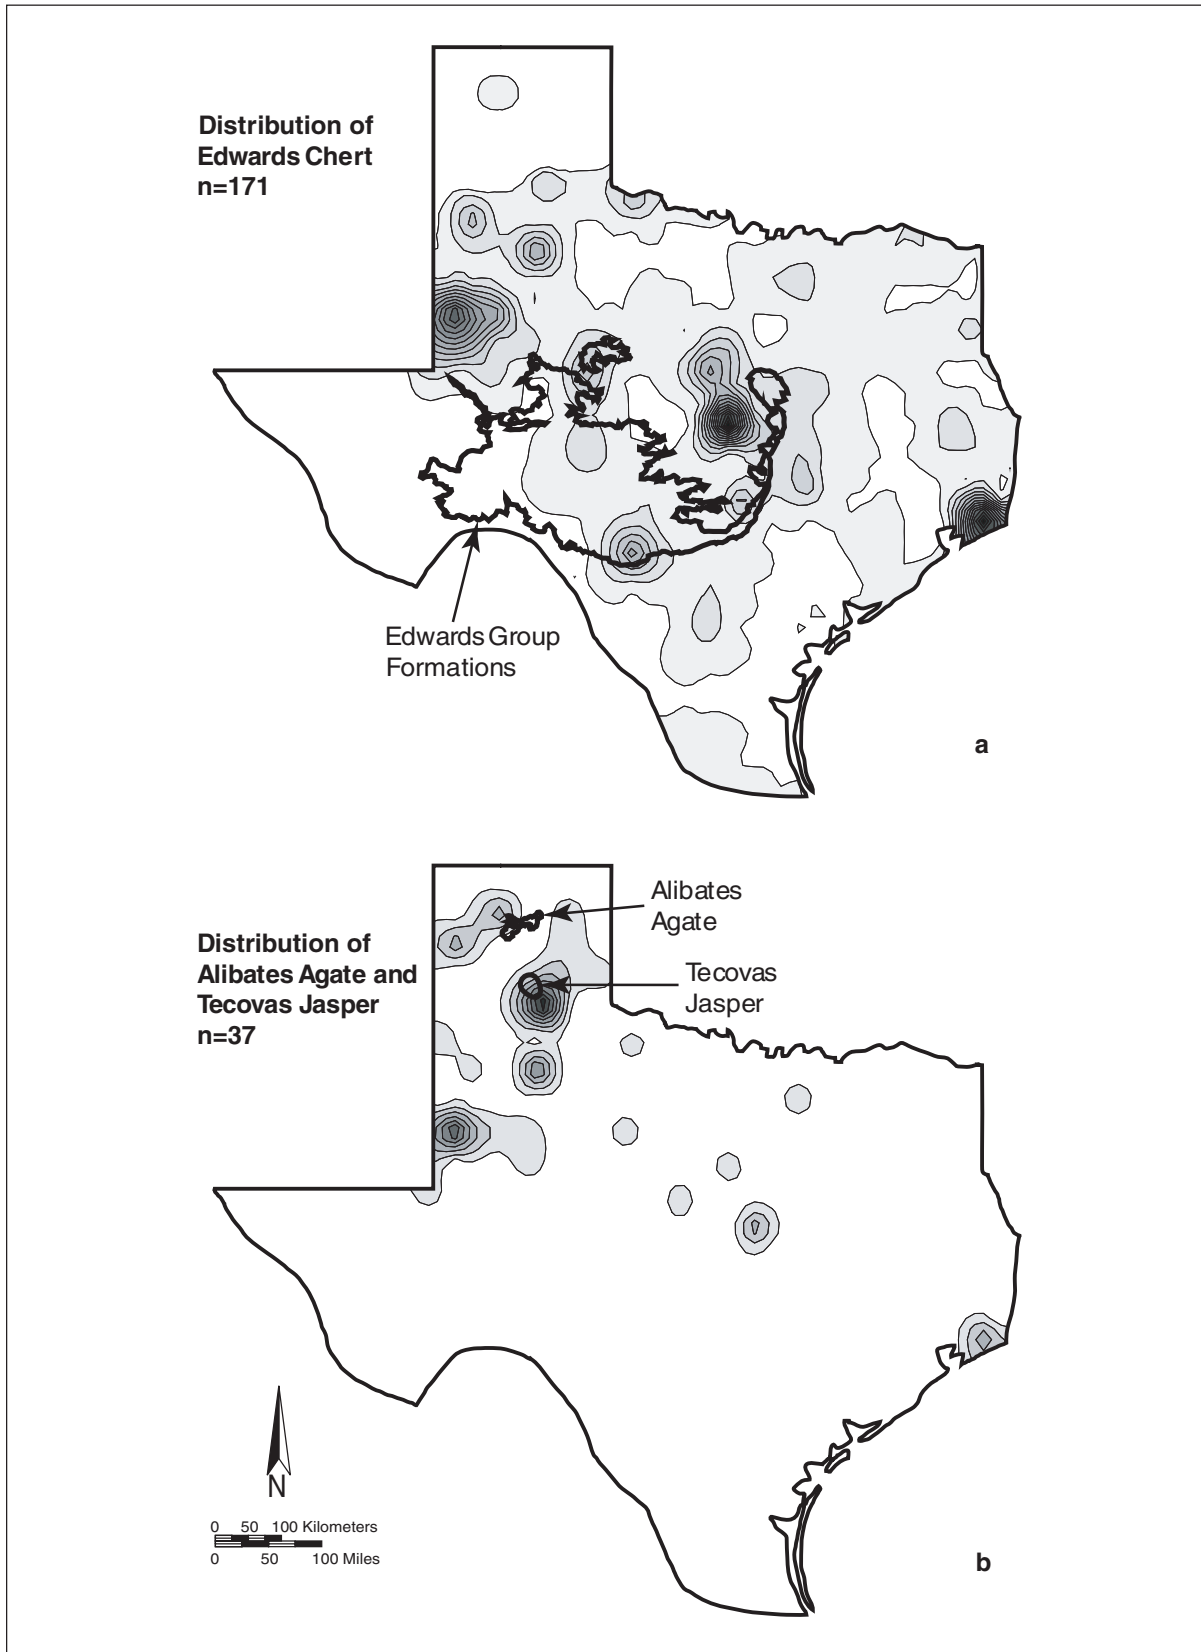 Distribution of
Edwards Chert
n=171
Edwards Group
Formations
a
Alibates
Agate
Distribution of
Alibates Agate and
Tecovas Jasper
n=37
Tecovas
Jasper
N
0 50 100 Kilometers
0 50 100 Miles
b